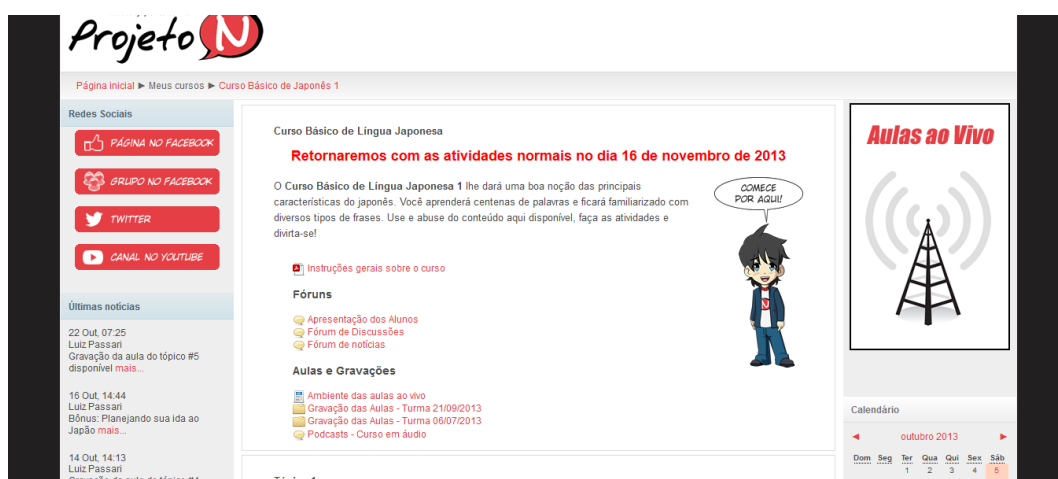 Projeto N
Página inicial ► Meus cursos ► Curso Básico de Japonês 1
Redes Sociais
PÁGINA NO FACEBOOK
GRUPO NO FACEBOOK
TWITTER
CANAL NO YOUTUBE
Últimas notícias
22 Out, 07:25
Luiz Passari
Gravação da aula do tópico #5
disponível mais...
16 Out, 14:44
Luiz Passari
Bônus: Planejando sua ida ao
Japão mais...
14 Out, 14:13
Luiz Passari
Curso Básico de Língua Japonesa
Retornaremos com as atividades normais no dia 16 de novembro de 2013
O Curso Básico de Língua Japonesa 1 lhe dará uma boa noção das principais
características do japonês. Você aprenderá centenas de palavras e ficará familiarizado com
diversos tipos de frases. Use e abuse do conteúdo aqui disponível, faça as atividades e
divirta-se!
COMECE
POR AQUI!
N
Instruções gerais sobre o curso
Fóruns
Apresentação dos Alunos
Fórum de Discussões
Fórum de notícias
Aulas e Gravações
Ambiente das aulas ao vivo
Gravação das Aulas - Turma 21/09/2013
Gravação das Aulas - Turma 06/07/2013
Podcasts - Curso em áudio
Aulas ao Vivo
Calendário
◄ outubro 2013 ►
Dom Seg Ter Qua Qui Sex Sáb
1 2 3 4 5